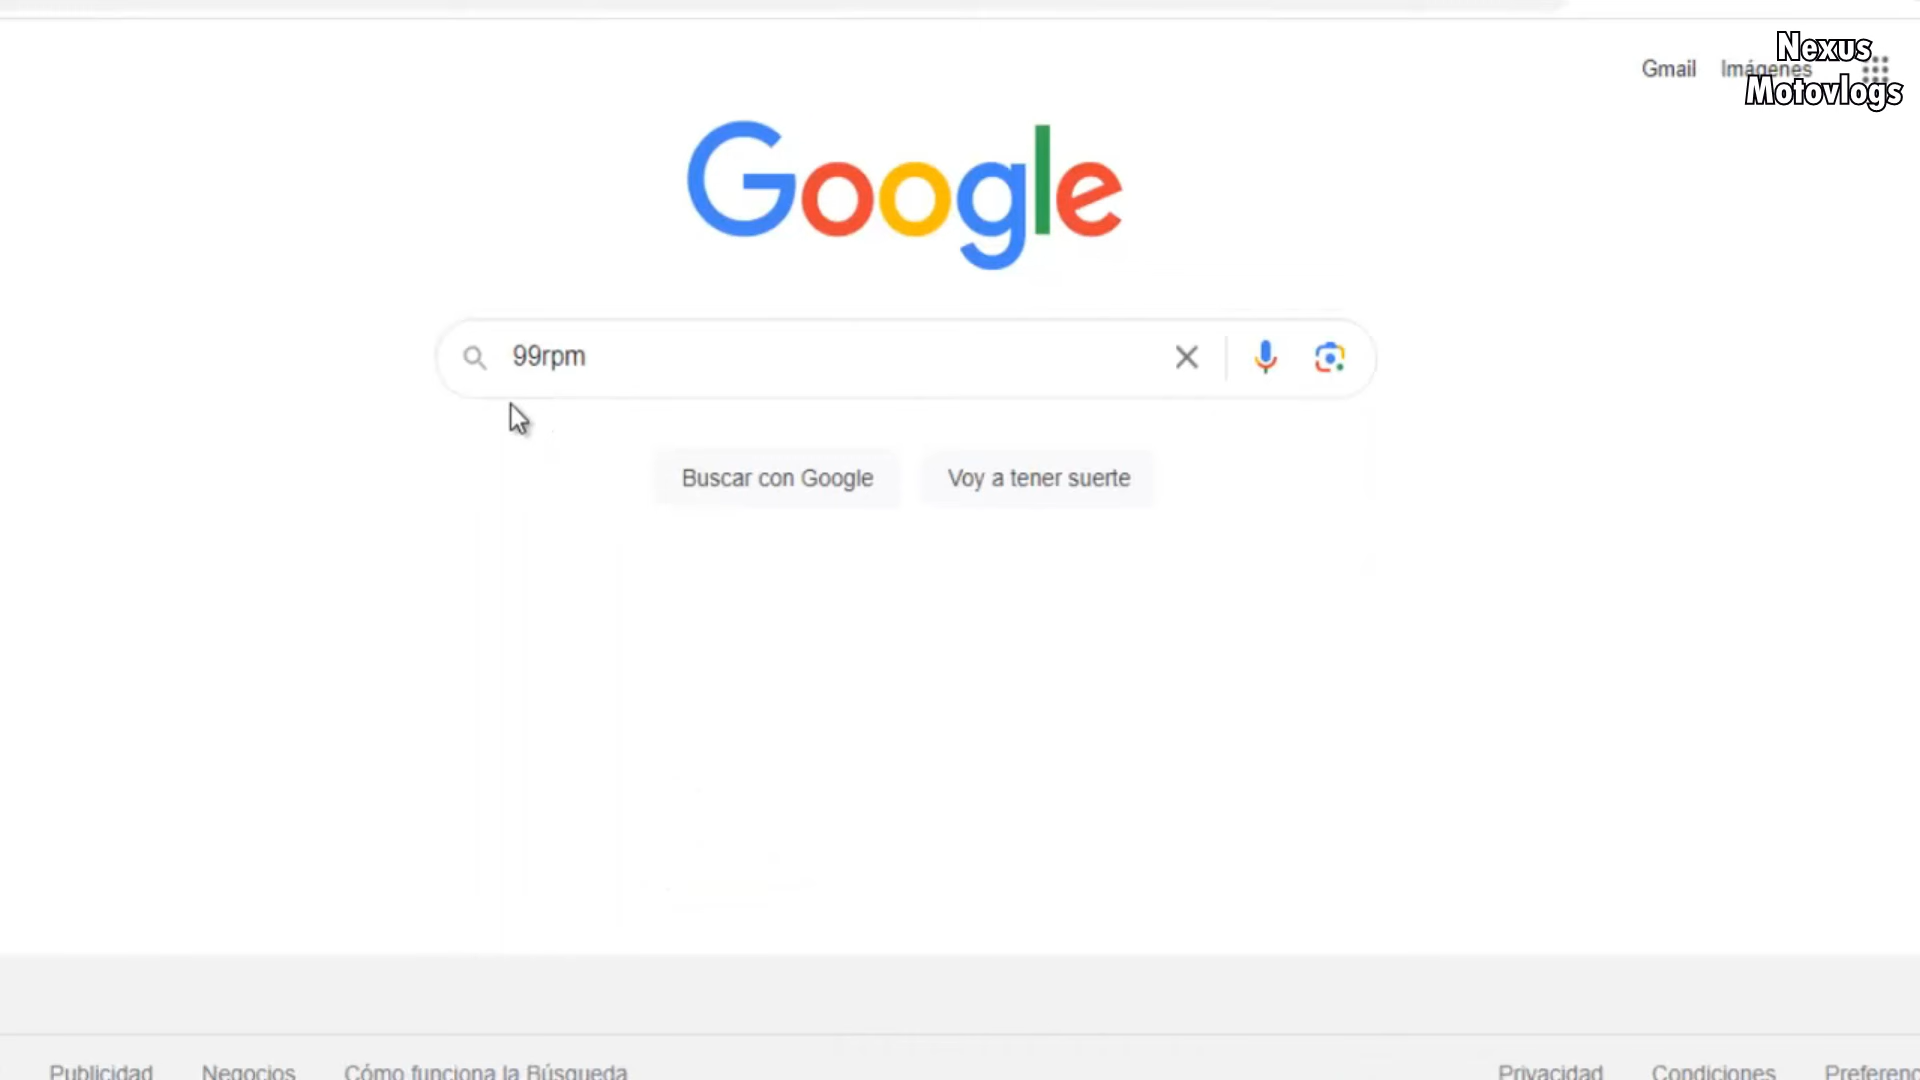 Nexus
Motovlogs
Gmail Imágenes
Google
99rpm
Buscar con Google Voy a tener suerte
Publicidad Negocios Cómo funciona la Búsqueda Privacidad Condiciones